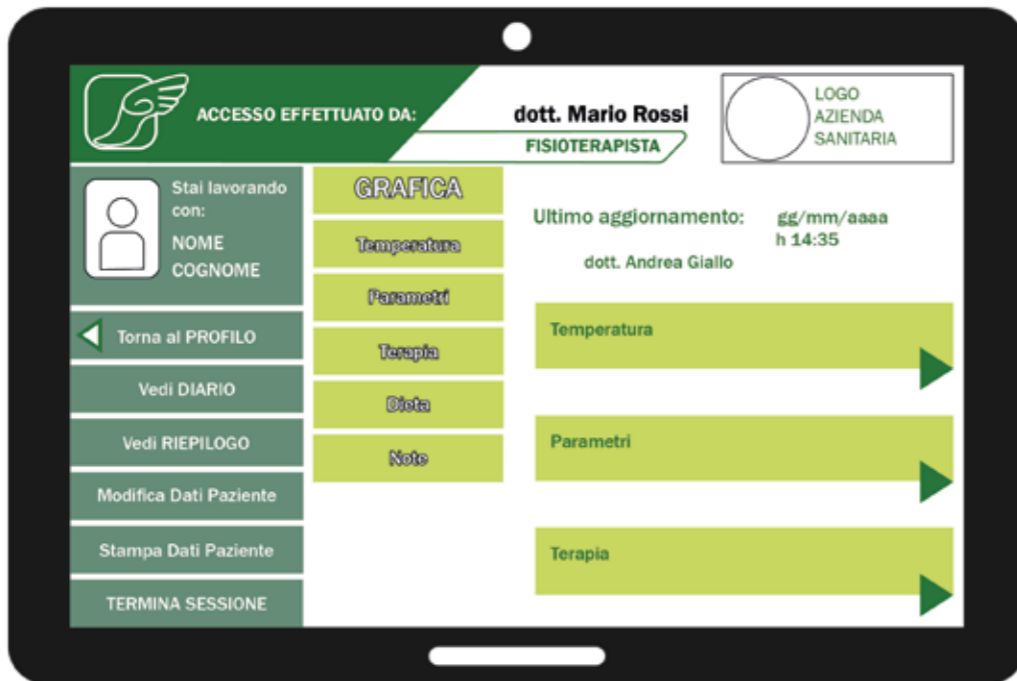 ACCESSO EFFETTUATO DA:
dott. Mario Rossi
FISIOTERAPISTA
LOGO
AZIENDA
SANITARIA
Stai lavorando
con:
NOME
COGNOME
Torna al PROFILO
Vedi DIARIO
Vedi RIEPILOGO
Modifica Dati Paziente
Stampa Dati Paziente
TERMINA SESSIONE
GRAFICA
Temperatura
Parametri
Terapia
Dieta
Note
Ultimo aggiornamento: gg/mm/aaaa
h 14:35
dott. Andrea Giallo
Temperatura
Parametri
Terapia